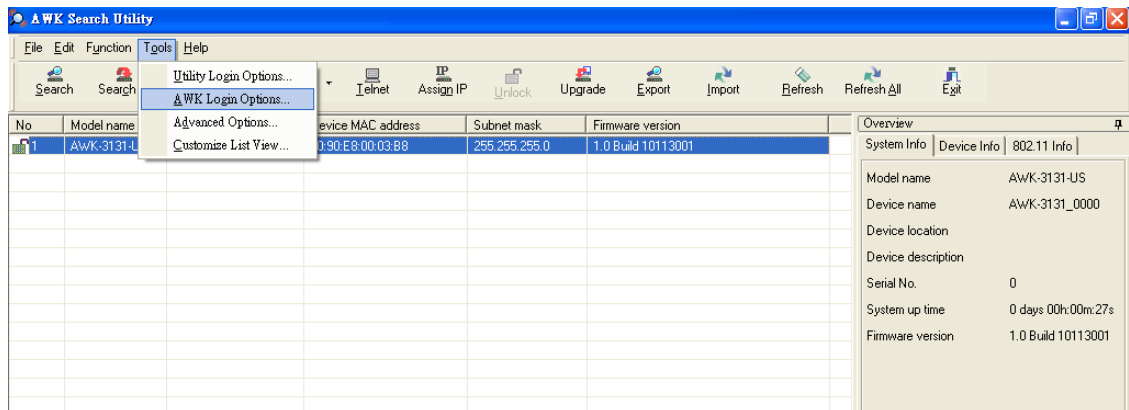 AWK Search Utility
File Edit Function Tools Help
Search Search Telnet Assign IP Unlock Upgrade Export Import Refresh Refresh All Exit
Utility Login Options...
AWK Login Options...
Advanced Options...
Customize List View...
No Model name evice MAC address Subnet mask Firmware version
1 AWK-3131-U 0:90:E8:00:03:B8 255.255.255.0 1.0 Build 10113001
Overview
System Info Device Info 802.11 Info
Model name AWK-3131-US
Device name AWK-3131_0000
Device location
Device description
Serial No. 0
System up time 0 days 00h:00m:27s
Firmware version 1.0 Build 10113001